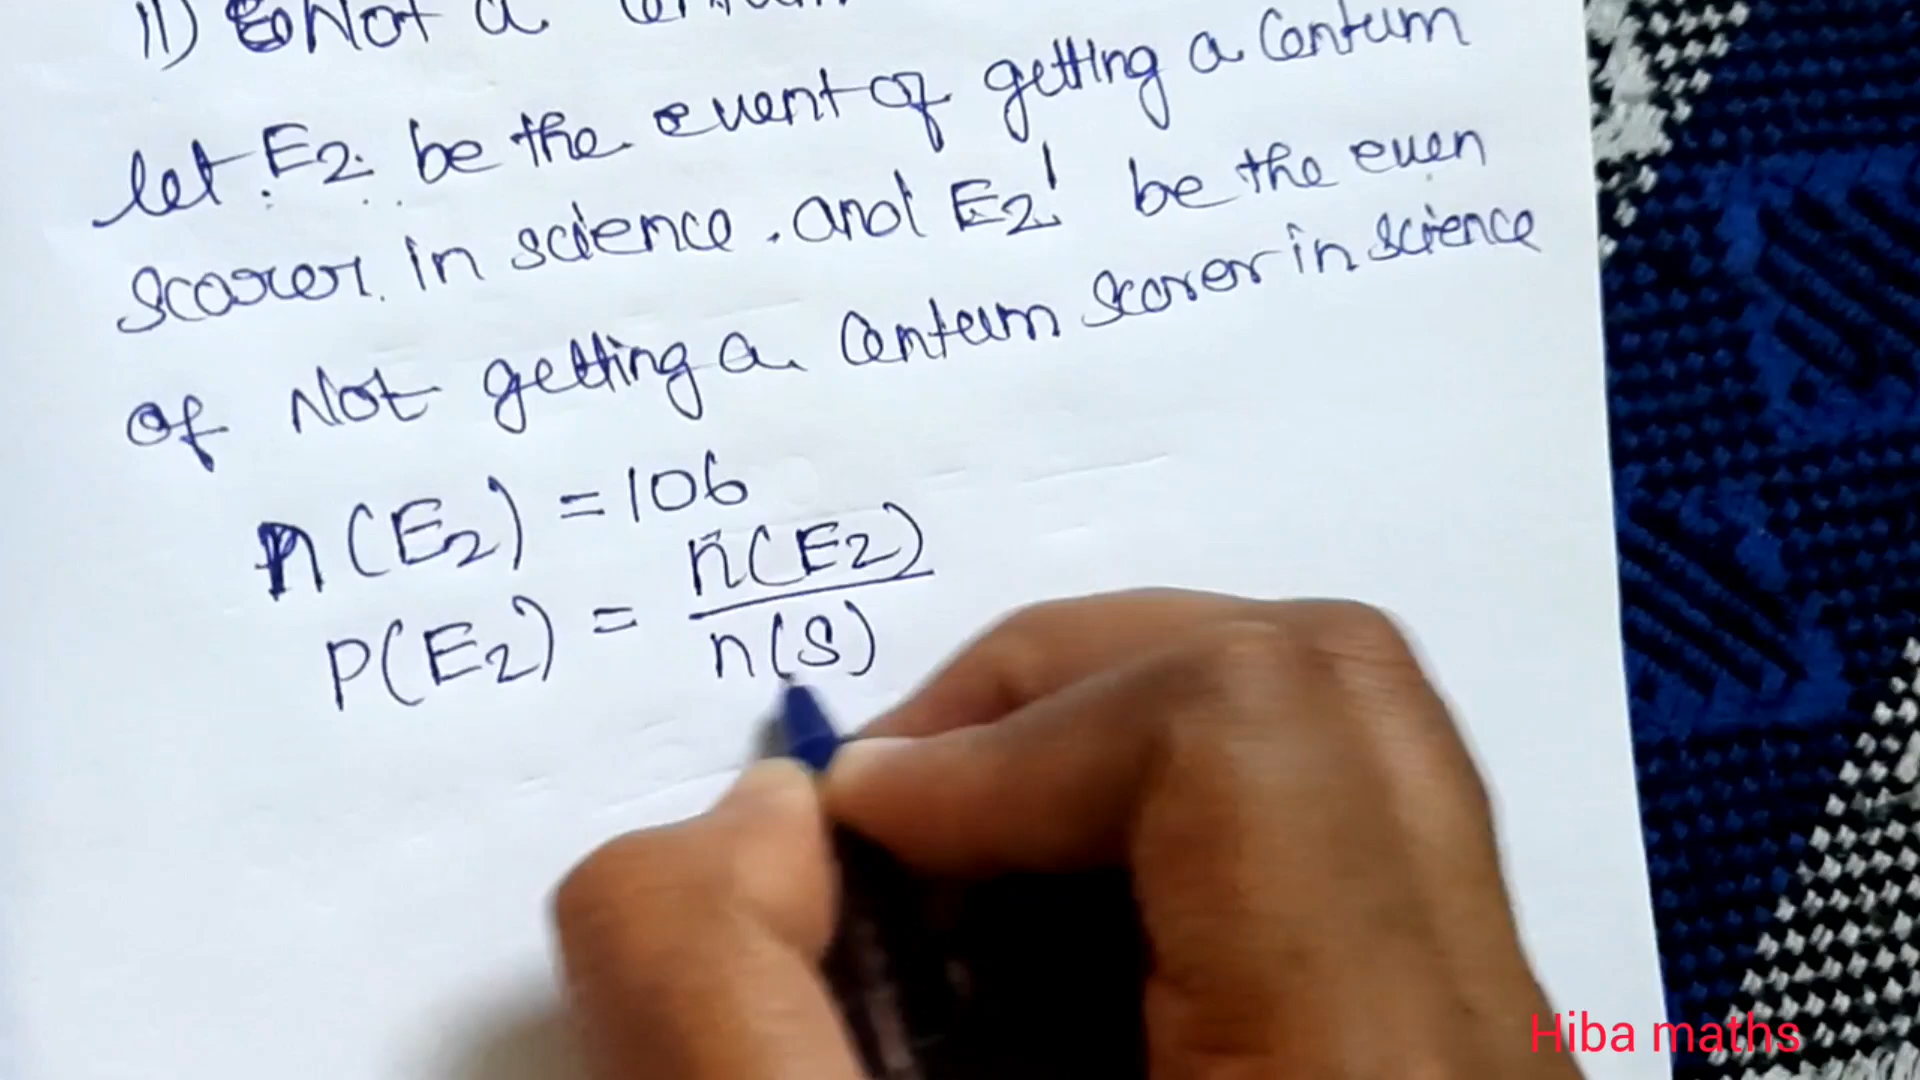 II) Not a
let E2 be the event of getting a Centum
scorer in science. and E2' be the even
of Not getting a Centum scorer in science
n(E2) = 106
P(E2) = n(E2) / n(S)
Hiba maths